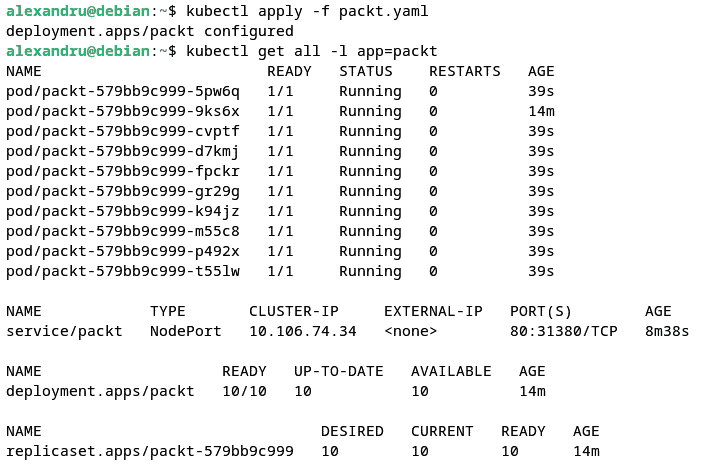 alexandru@debian:~$ kubectl apply -f packt.yaml
deployment.apps/packt configured
alexandru@debian:~$ kubectl get all -l app=packt
NAME READY STATUS RESTARTS AGE
pod/packt-579bb9c999-5pw6q 1/1 Running 0 39s
pod/packt-579bb9c999-9ks6x 1/1 Running 0 14m
pod/packt-579bb9c999-cvptf 1/1 Running 0 39s
pod/packt-579bb9c999-d7kmj 1/1 Running 0 39s
pod/packt-579bb9c999-fpckr 1/1 Running 0 39s
pod/packt-579bb9c999-gr29g 1/1 Running 0 39s
pod/packt-579bb9c999-k94jz 1/1 Running 0 39s
pod/packt-579bb9c999-m55c8 1/1 Running 0 39s
pod/packt-579bb9c999-p492x 1/1 Running 0 39s
pod/packt-579bb9c999-t55lw 1/1 Running 0 39s
NAME TYPE CLUSTER-IP EXTERNAL-IP PORT(S) AGE
service/packt NodePort 10.106.74.34 <none> 80:31380/TCP 8m38s
NAME READY UP-TO-DATE AVAILABLE AGE
deployment.apps/packt 10/10 10 10 14m
NAME DESIRED CURRENT READY AGE
replicaset.apps/packt-579bb9c999 10 10 10 14m